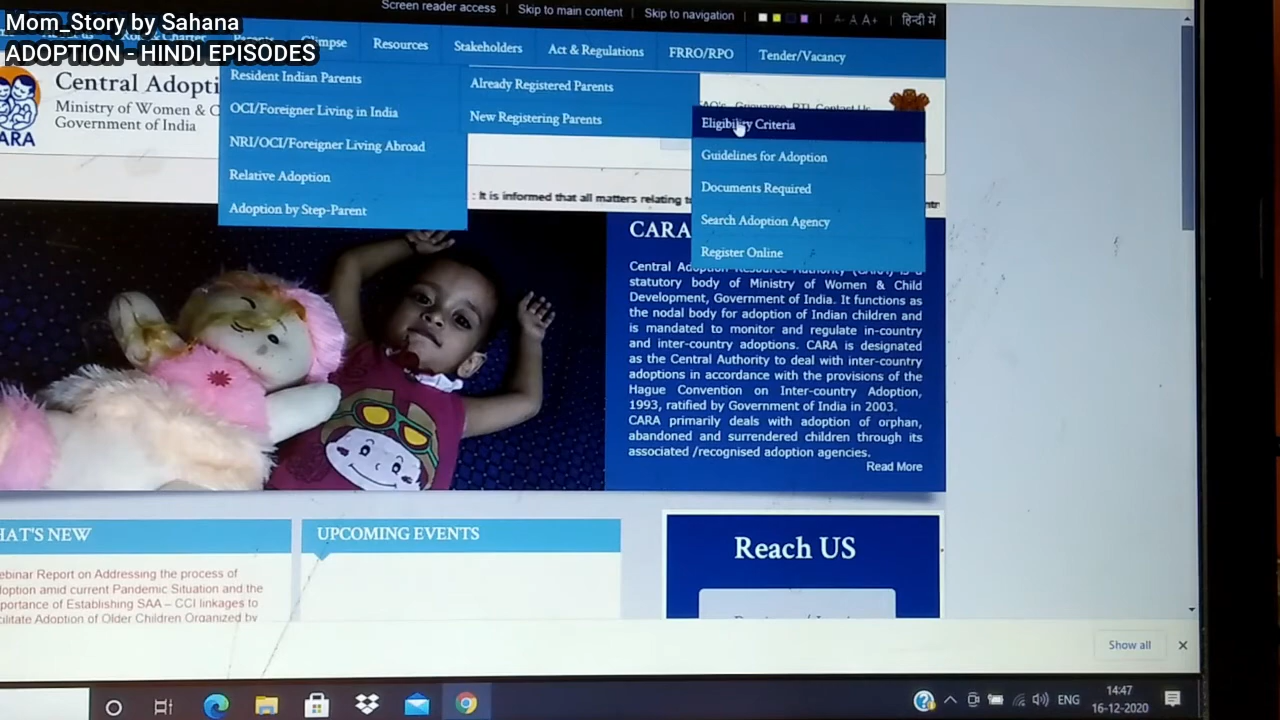 Mom_Story by Sahana
ADOPTION - HINDI EPISODES
Screen reader access | Skip to main content | Skip to navigation | A- A A+ | हिन्दी में
Resources Stakeholders Act & Regulations FRRO/RPO Tender/Vacancy
Central Adopti
Ministry of Women & C
Government of India
ARA
Resident Indian Parents
OCI/Foreigner Living in India
NRI/OCI/Foreigner Living Abroad
Relative Adoption
Adoption by Step-Parent
Already Registered Parents
New Registering Parents
Eligibility Criteria
Guidelines for Adoption
Documents Required
Search Adoption Agency
Register Online
: It is informed that all matters relating t
CARA
Central Adoption Resource Authority (CARA) is a
statutory body of Ministry of Women & Child
Development, Government of India. It functions as
the nodal body for adoption of Indian children and
is mandated to monitor and regulate in-country
and inter-country adoptions. CARA is designated
as the Central Authority to deal with inter-country
adoptions in accordance with the provisions of the
Hague Convention on Inter-country Adoption,
1993, ratified by Government of India in 2003.
CARA primarily deals with adoption of orphan,
abandoned and surrendered children through its
associated /recognised adoption agencies.
Read More
HAT'S NEW
ebinar Report on Addressing the process of
doption amid current Pandemic Situation and the
portance of Establishing SAA – CCI linkages to
cilitate Adoption of Older Children Organized by
UPCOMING EVENTS
Reach US
Show all
ENG
14:47
16-12-2020